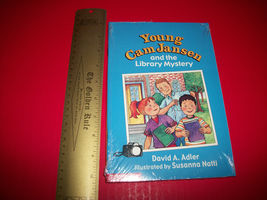 Young
Cam Jansen
and the
Library Mystery
David A. Adler
Illustrated by Susanna Natti
The Golden Rule